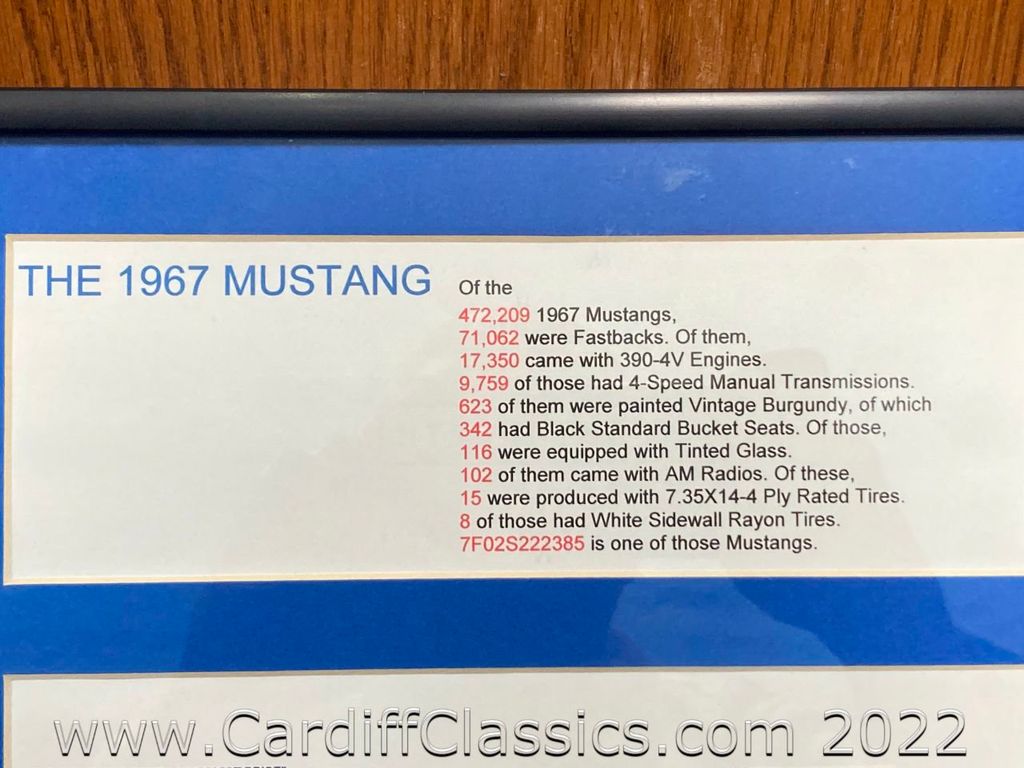 THE 1967 MUSTANG
Of the
472,209 1967 Mustangs,
71,062 were Fastbacks. Of them,
17,350 came with 390-4V Engines.
9,759 of those had 4-Speed Manual Transmissions.
623 of them were painted Vintage Burgundy, of which
342 had Black Standard Bucket Seats. Of those,
116 were equipped with Tinted Glass.
102 of them came with AM Radios. Of these,
15 were produced with 7.35X14-4 Ply Rated Tires.
8 of those had White Sidewall Rayon Tires.
7F02S222385 is one of those Mustangs.
www.CardiffClassics.com 2022